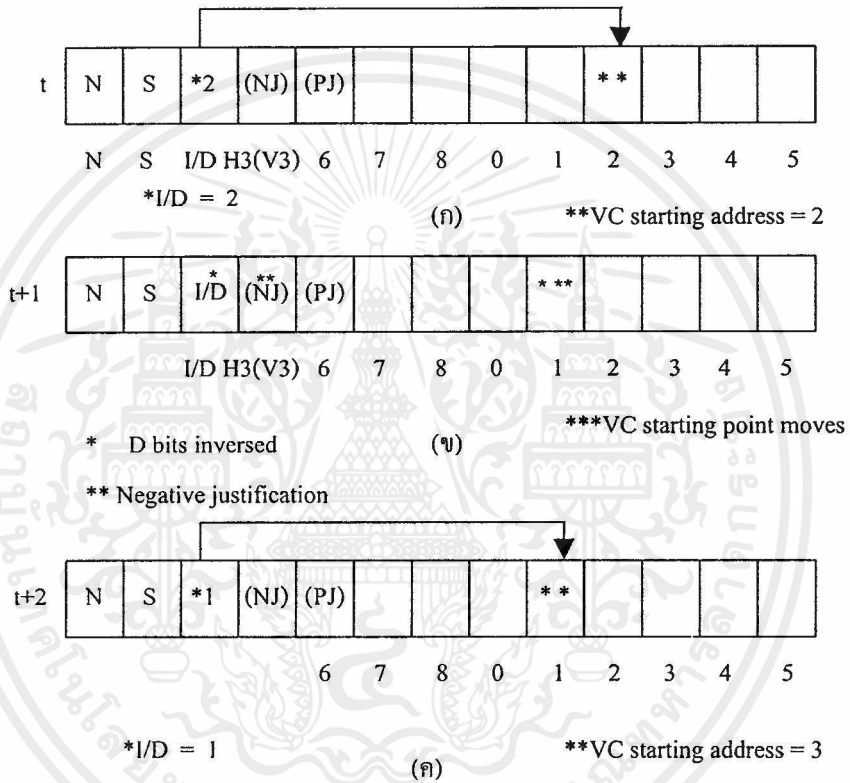 t N S *2 (NJ) (PJ) * *
N S I/D H3(V3) 6 7 8 0 1 2 3 4 5
*I/D = 2 (ก) **VC starting address = 2
t+1 N S I/D* (NJ)** (PJ) * **
I/D H3(V3) 6 7 8 0 1 2 3 4 5
* D bits inversed (ข) ***VC starting point moves
** Negative justification
t+2 N S *1 (NJ) (PJ) * *
6 7 8 0 1 2 3 4 5
*I/D = 1 (ค) **VC starting address = 3